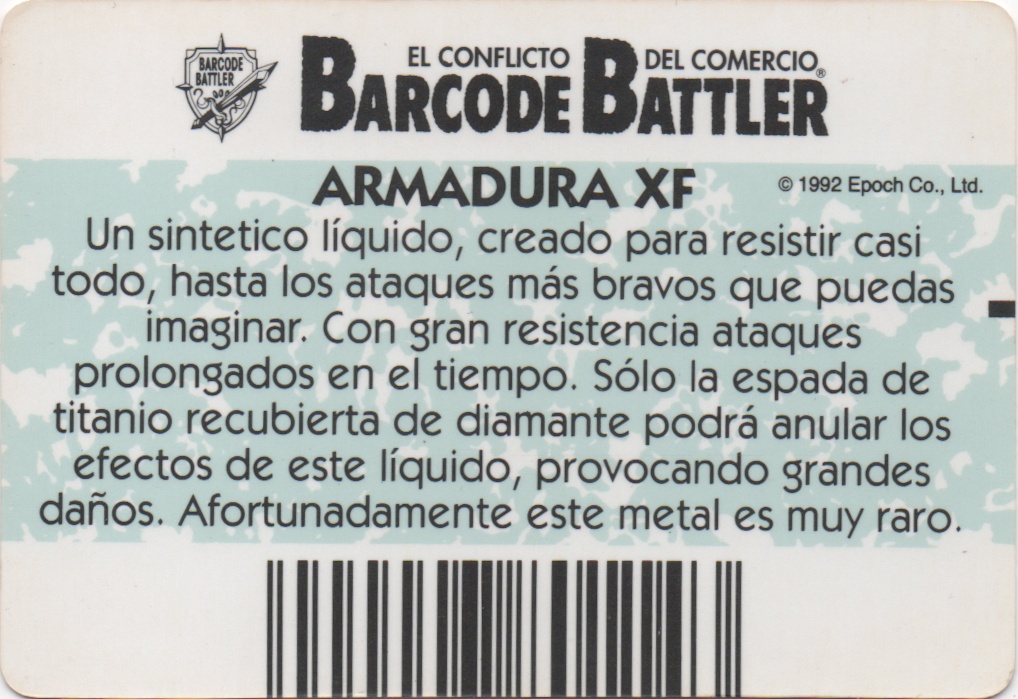 BARCODE
BATTLER
EL CONFLICTO DEL COMERCIO®
BARCODE BATTLER
ARMADURA XF
© 1992 Epoch Co., Ltd.
Un sintetico líquido, creado para resistir casi
todo, hasta los ataques más bravos que puedas
imaginar. Con gran resistencia ataques
prolongados en el tiempo. Sólo la espada de
titanio recubierta de diamante podrá anular los
efectos de este líquido, provocando grandes
daños. Afortunadamente este metal es muy raro.